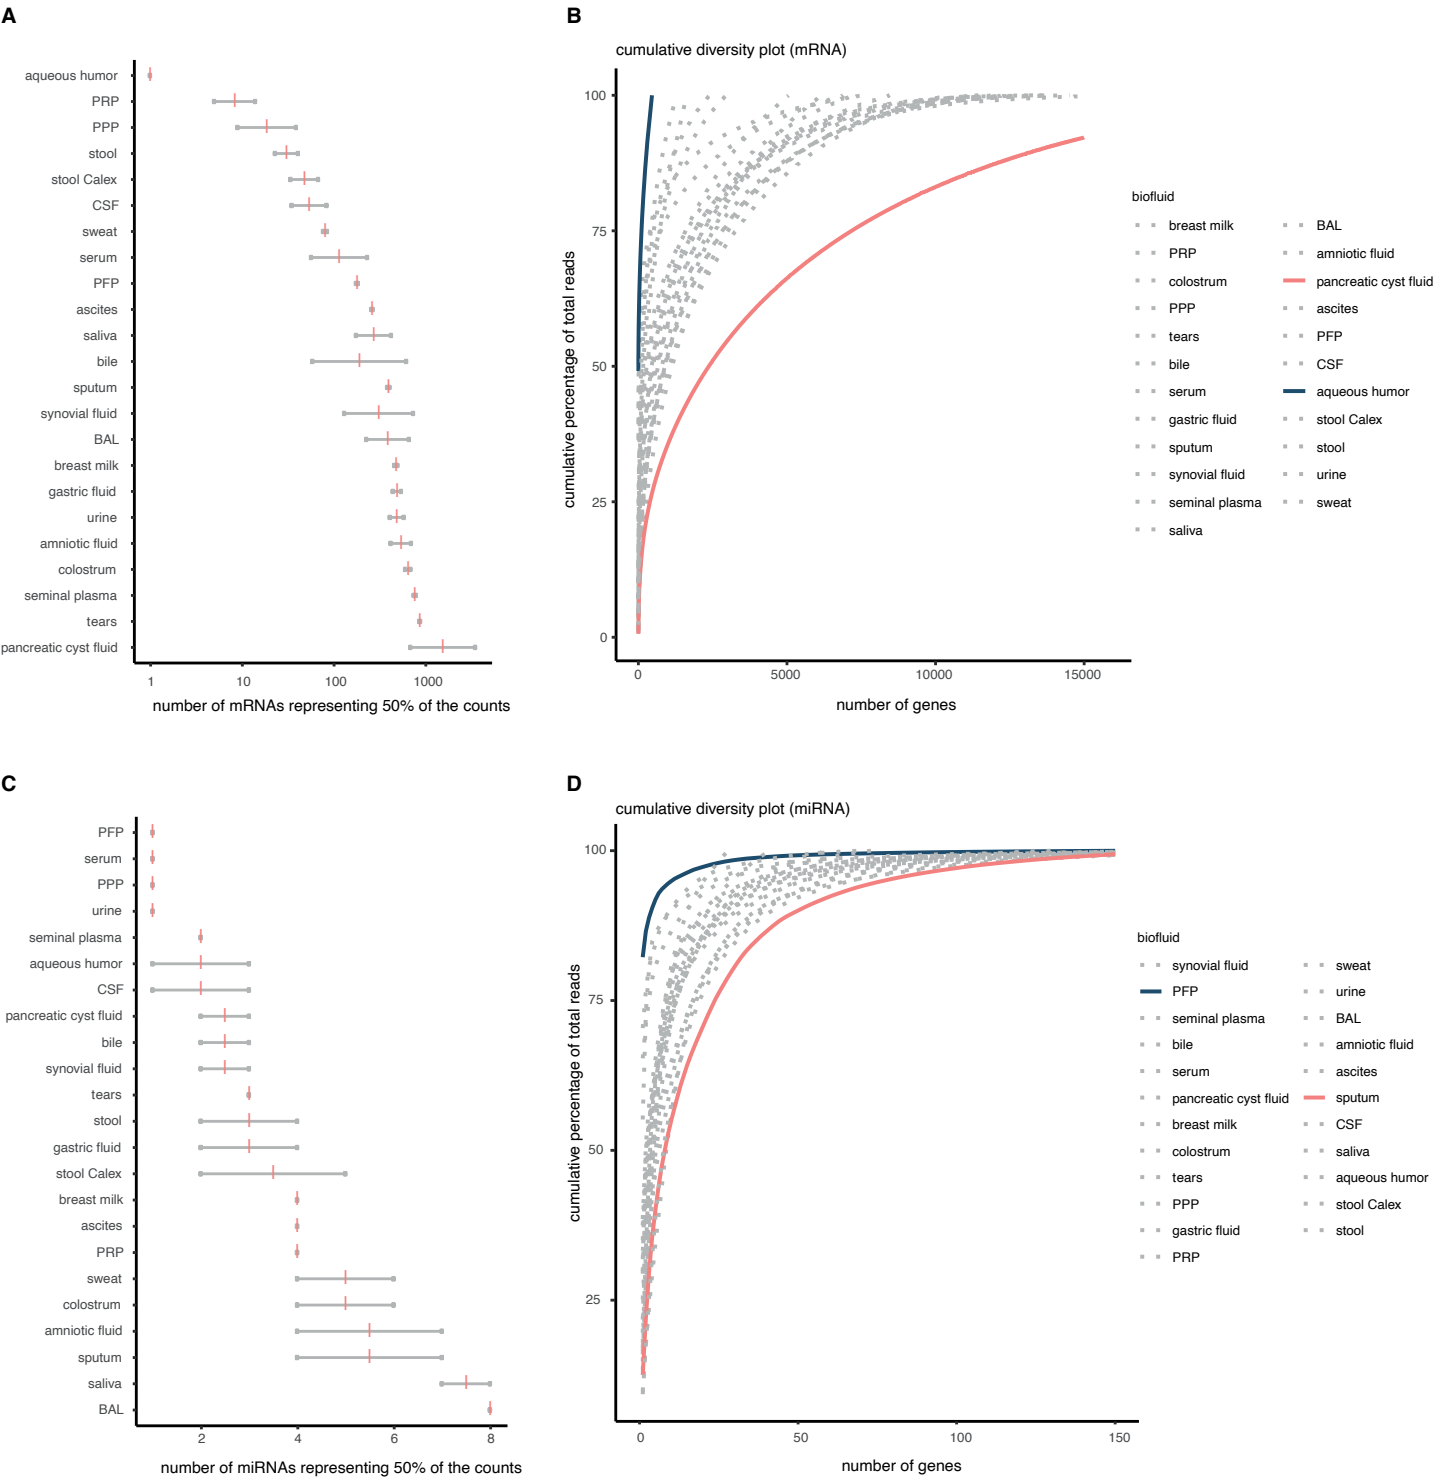 A
aqueous humor
PRP
PPP
stool
stool Calex
CSF
sweat
serum
PFP
ascites
saliva
bile
sputum
synovial fluid
BAL
breast milk
gastric fluid
urine
amniotic fluid
colostrum
seminal plasma
tears
pancreatic cyst fluid
1 10 100 1000
number of mRNAs representing 50% of the counts
B
cumulative diversity plot (mRNA)
cumulative percentage of total reads
100
75
50
25
0
0 5000 10000 15000
number of genes
biofluid
breast milk
PRP
colostrum
PPP
tears
bile
serum
gastric fluid
sputum
synovial fluid
seminal plasma
saliva
BAL
amniotic fluid
pancreatic cyst fluid
ascites
PFP
CSF
aqueous humor
stool Calex
stool
urine
sweat
C
PFP
serum
PPP
urine
seminal plasma
aqueous humor
CSF
pancreatic cyst fluid
bile
synovial fluid
tears
stool
gastric fluid
stool Calex
breast milk
ascites
PRP
sweat
colostrum
amniotic fluid
sputum
saliva
BAL
2 4 6 8
number of miRNAs representing 50% of the counts
D
cumulative diversity plot (miRNA)
cumulative percentage of total reads
100
75
50
25
0 50 100 150
number of genes
biofluid
synovial fluid
PFP
seminal plasma
bile
serum
pancreatic cyst fluid
breast milk
colostrum
tears
PPP
gastric fluid
PRP
sweat
urine
BAL
amniotic fluid
ascites
sputum
CSF
saliva
aqueous humor
stool Calex
stool